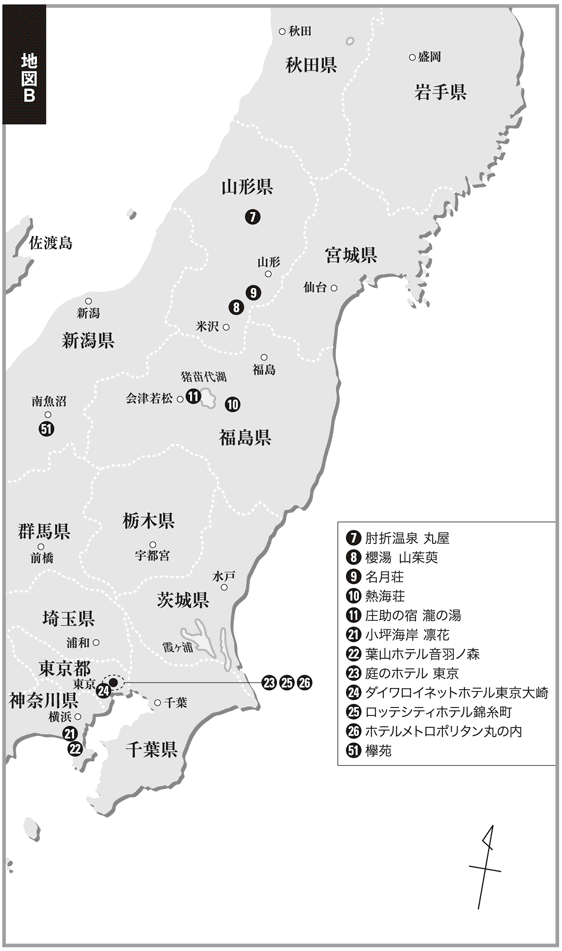 地図B
秋田
秋田県
盛岡
岩手県
山形県
7
佐渡島
山形
宮城県
9
仙台
8
新潟
米沢
新潟県
福島
猪苗代湖
南魚沼
会津若松
11
10
51
福島県
群馬県
栃木県
前橋
宇都宮
水戸
茨城県
埼玉県
浦和
霞ヶ浦
東京都
東京
24
23 25 26
神奈川県
千葉
横浜
21
22
千葉県
7 肘折温泉 丸屋
8 櫻湯 山茱萸
9 名月荘
10 熱海荘
11 庄助の宿 瀧の湯
21 小坪海岸 凛花
22 葉山ホテル音羽ノ森
23 庭のホテル 東京
24 ダイワロイネットホテル東京大崎
25 ロッテシティホテル錦糸町
26 ホテルメトロポリタン丸の内
51 欅苑